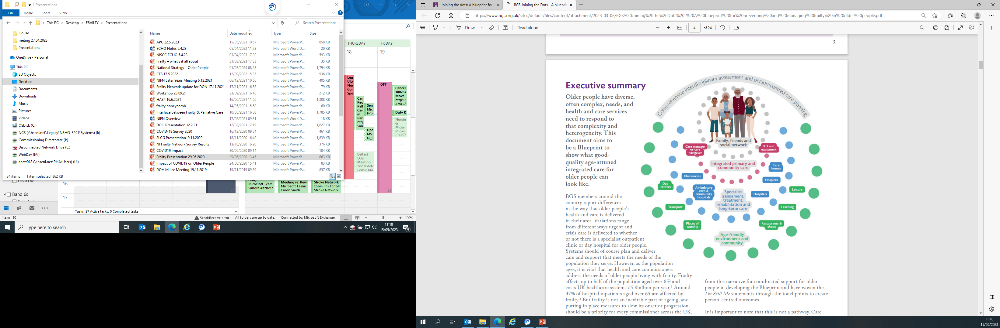 Presentations
File
Home
Share
View
This PC
Desktop
FRAILTY
Presentations
Search Presentations
House
meting 27.04.2023
Presentations
OneDrive - Personal
This PC
3D Objects
Desktop
Documents
Downloads
Music
Pictures
Videos
OSDisk (C:)
NCS (\\hscni.net\Legacy\NBHQ-FP01\Systems) (I:)
Commissioning Directorate (J:)
Disconnected Network Drive (L:)
WebDav (M:)
apatt018 (\\hscni.net\PHA\Users) (U:)
Name Date modified Type Size
APG 22.5.2023 15/05/2023 10:57 Microsoft PowerP... 858 KB
ECHO Notes 5.4.23 05/04/2023 11:28 Microsoft Word D... 20 KB
NISCC ECHO 5.4.23 03/04/2023 17:02 Microsoft PowerP... 593 KB
Frailty – what's it all about 31/03/2023 17:33 Microsoft PowerP... 35 KB
National Strategy – Older People 01/03/2023 08:28 Microsoft PowerP... 1,794 KB
CFS 17.5.2022 12/09/2022 15:35 Microsoft PowerP... 936 KB
NIFN Later Years Meeting 6.12.2021 06/12/2021 10:56 Microsoft PowerP... 405 KB
Frailty Network update for DON 17.11.2021 17/11/2021 16:53 Microsoft PowerP... 79 KB
Workshop 23.09.21 23/09/2021 16:18 Microsoft PowerP... 212 KB
HASP 16.6.2021 16/06/2021 11:56 Microsoft PowerP... 1,308 KB
frailty honeycomb 14/05/2021 15:58 Microsoft PowerP... 60 KB
Interface between Frailty & Palliative Care 10/05/2021 16:08 Microsoft PowerP... 1,785 KB
NIFN Overview 17/02/2021 09:31 Microsoft Word D... 18 KB
DOH Presentation 12.2.21 12/02/2021 12:19 Microsoft PowerP... 1,627 KB
COVID-19 Survey 2020 16/12/2020 09:54 Microsoft PowerP... 461 KB
SLCG Presentation19.11.2020 18/11/2020 16:42 Microsoft PowerP... 1,839 KB
NI Frailty Network Survey Results 13/10/2020 16:20 Microsoft PowerP... 376 KB
COVID19 impact 30/06/2020 09:14 Microsoft PowerP... 104 KB
Frailty Presentation 29.06.2020 29/06/2020 13:45 Microsoft PowerP... 863 KB
Impact of COVID19 on Older People 24/06/2020 15:41 Microsoft PowerP... 83 KB
DOH M Lee Meeting 19.11.2019 19/11/2019 09:39 Microsoft PowerP... 857 KB
34 items 1 item selected 862 KB
THURSDAY
FRIDAY
18
19
Leg
Ulce
Nur
Cor
Spe
Car
Reg
Pall
Car
in
Par
http
Saik
Sen
Mic
Ope
MS
K
OFF
Cancel
100267
Move
https:/
Ama
Duty R
Nursin
&
Midwif
Micros
Crea
Belfast
LCG
Meeting
Zoom deta
Bernie Mo
Olivia Fox
Band 6s
16
17
Microsoft Teams
Sandra Aitcheso
Meeting re. Revi
Microsoft Teams
Caron Smith
Stroke Network
zoom link to foll
Stroke Network
Tasks: 27 Active tasks, 0 Completed tasks
Items: 10
Send/Receive error
All folders are up to date.
Connected to: Microsoft Exchange
100%
Type here to search
11:18
15/05/2023
4
Joining the dots: A blueprint for
BGS Joining the Dots - A bluepri
https://www.bgs.org.uk/sites/default/files/content/attachment/2023-03-06/BGS%20Joining%20the%20Dots%20-%20A%20blueprint%20for%20preventing%20and%20managing%20frailty%20in%20older%20people.pdf
Draw
Read aloud
4 of 24
3
Executive summary
Older people have diverse,
often complex, needs, and
health and care services
need to respond to
that complexity and
heterogeneity. This
document aims to
be a Blueprint to
show what good-
quality age-attuned
integrated care for
older people can
look like.
BGS members around the
country report differences
in the way that older people's
health and care is delivered
in their area. Variations range
from different ways urgent and
crisis care is delivered to whether
or not there is a specialist outpatient
clinic or day hospital for older people.
Systems should of course plan and deliver
care and support that meets the needs of the
population they serve. However, as the population
ages, it is vital that health and care commissioners
address the needs of older people living with frailty. Frailty
affects up to half of the population aged over 85² and
costs UK healthcare systems £5.8billion per year.³ Around
47% of hospital inpatients aged over 65 are affected by
frailty.⁴ But frailty is not an inevitable part of ageing, and
putting in place measures to slow its onset or progression
should be a priority for every commissioner across the UK.
Comprehensive interdisciplinary assessment and person-centred care planning
Family, friends and
social network
Case manager
or care
navigator
ICT and
equipment
Integrated primary and
community care
Care
homes
Pharmacies
Hospices
Day
centres
Ambulatory
care &
community
hospitals
Specialist
assessment,
treatment,
rehabilitation and
long-term care
Hospitals
Leisure
Transport
Learning
Places of
worship
Restaurants &
shops
Age-friendly
environment and
community
from this narrative for coordinated support for older
people in developing the Blueprint and have woven the
I'm Still Me statements through the touchpoints to create
person-centred outcomes.
It is important to note that this is not a pathway. Care
11:18
15/05/2023